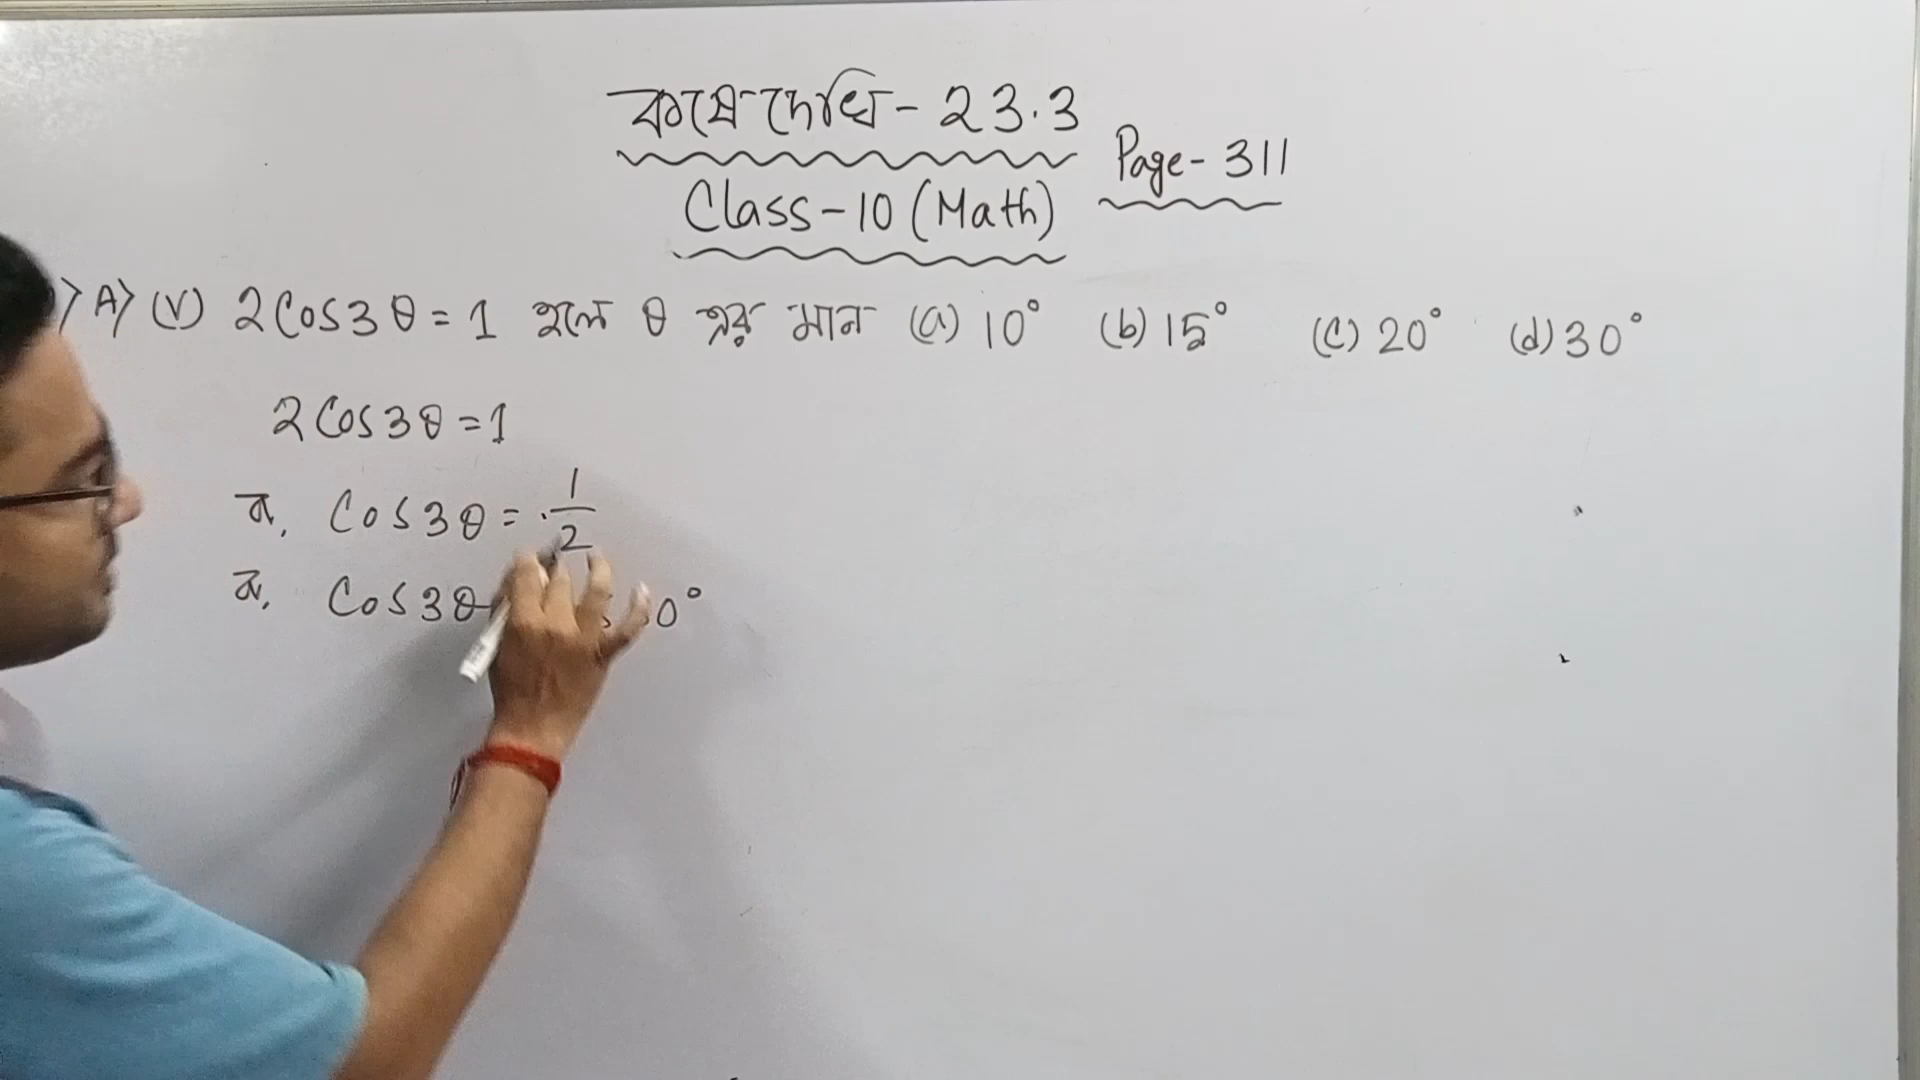 কষে দেখি - 23.3
Page - 311
Class - 10 (Math)
A> (V) 2Cos3θ = 1 হলে θ এর মান (a) 10° (b) 15° (c) 20° (d) 30°
2Cos3θ = 1
বা, Cos3θ = 1/2
বা, Cos3θ